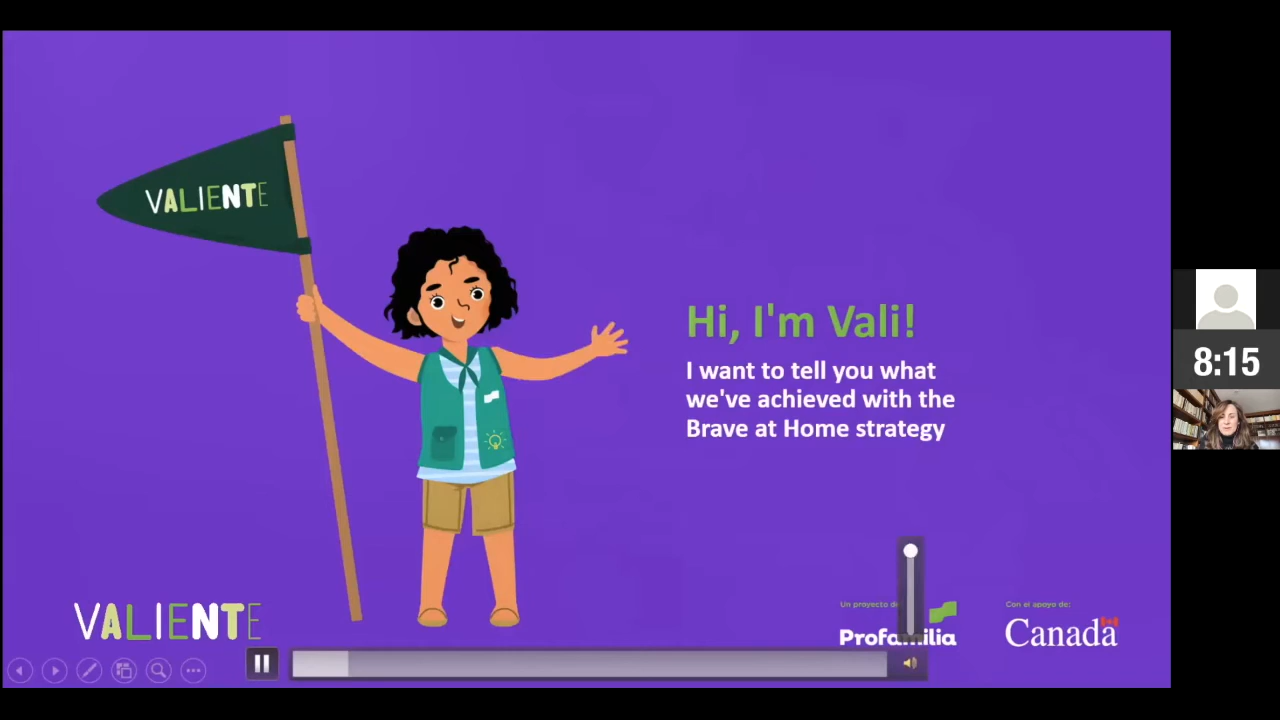 VALIENTE
Hi, I'm Vali!
I want to tell you what
we've achieved with the
Brave at Home strategy
8:15
VALIENTE
Un proyecto de
Profamilia
Con el apoyo de:
Canada